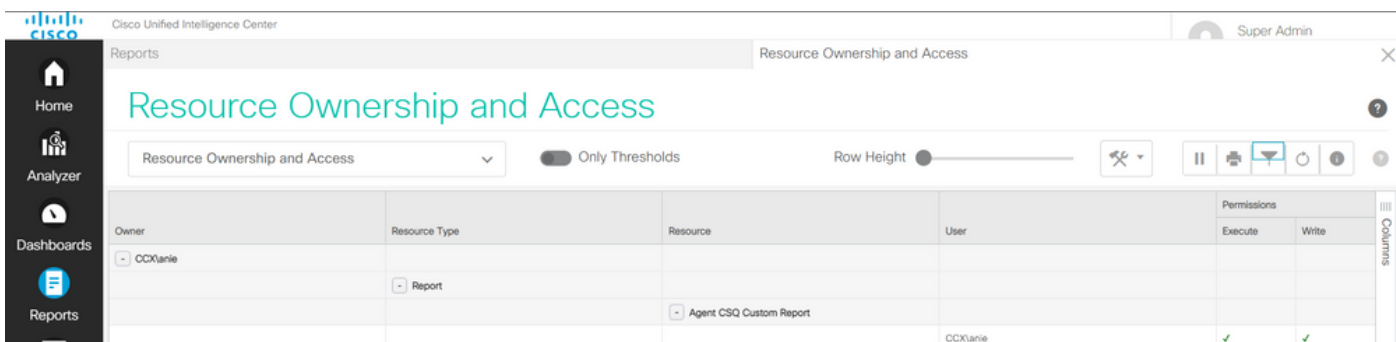 CISCO
Cisco Unified Intelligence Center
Super Admin
Reports
Resource Ownership and Access
Home
Resource Ownership and Access
Resource Ownership and Access
Only Thresholds
Row Height
Analyzer
Dashboards
Reports
Owner
Resource Type
Resource
User
Permissions
Execute
Write
Columns
CCX\anie
Report
Agent CSQ Custom Report
CCX\anie